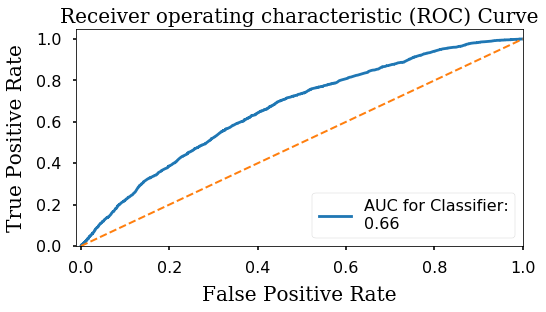 Receiver operating characteristic (ROC) Curve
True Positive Rate
1.0
0.8
0.6
0.4
0.2
0.0
AUC for Classifier:
0.66
0.0 0.2 0.4 0.6 0.8 1.0
False Positive Rate